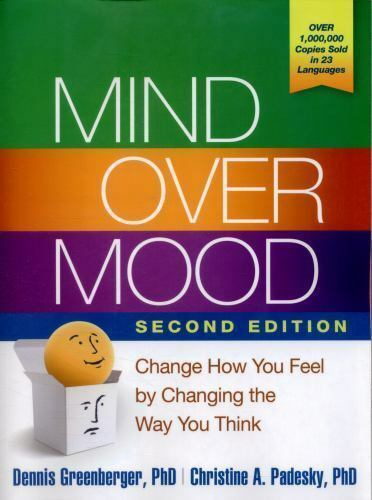 OVER
1,000,000
Copies Sold
in 23
Languages
MIND
OVER
MOOD
SECOND EDITION
Change How You Feel
by Changing the
Way You Think
Dennis Greenberger, PhD | Christine A. Padesky, PhD